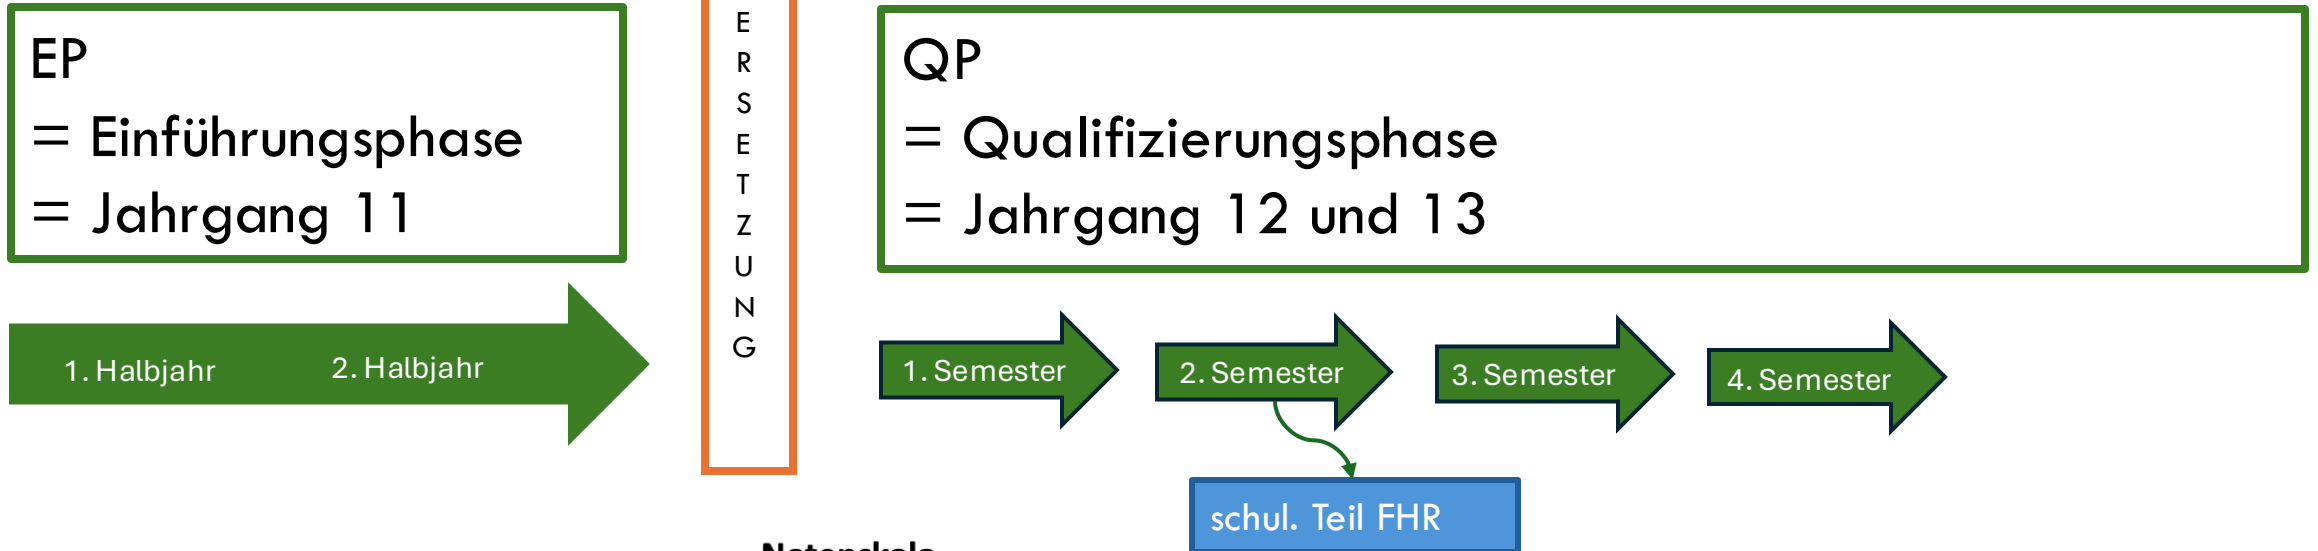 EP
= Einführungsphase
= Jahrgang 11
E
R
S
E
T
Z
U
N
G
QP
= Qualifizierungsphase
= Jahrgang 12 und 13
1. Halbjahr
2. Halbjahr
1. Semester
2. Semester
3. Semester
4. Semester
schul. Teil FHR